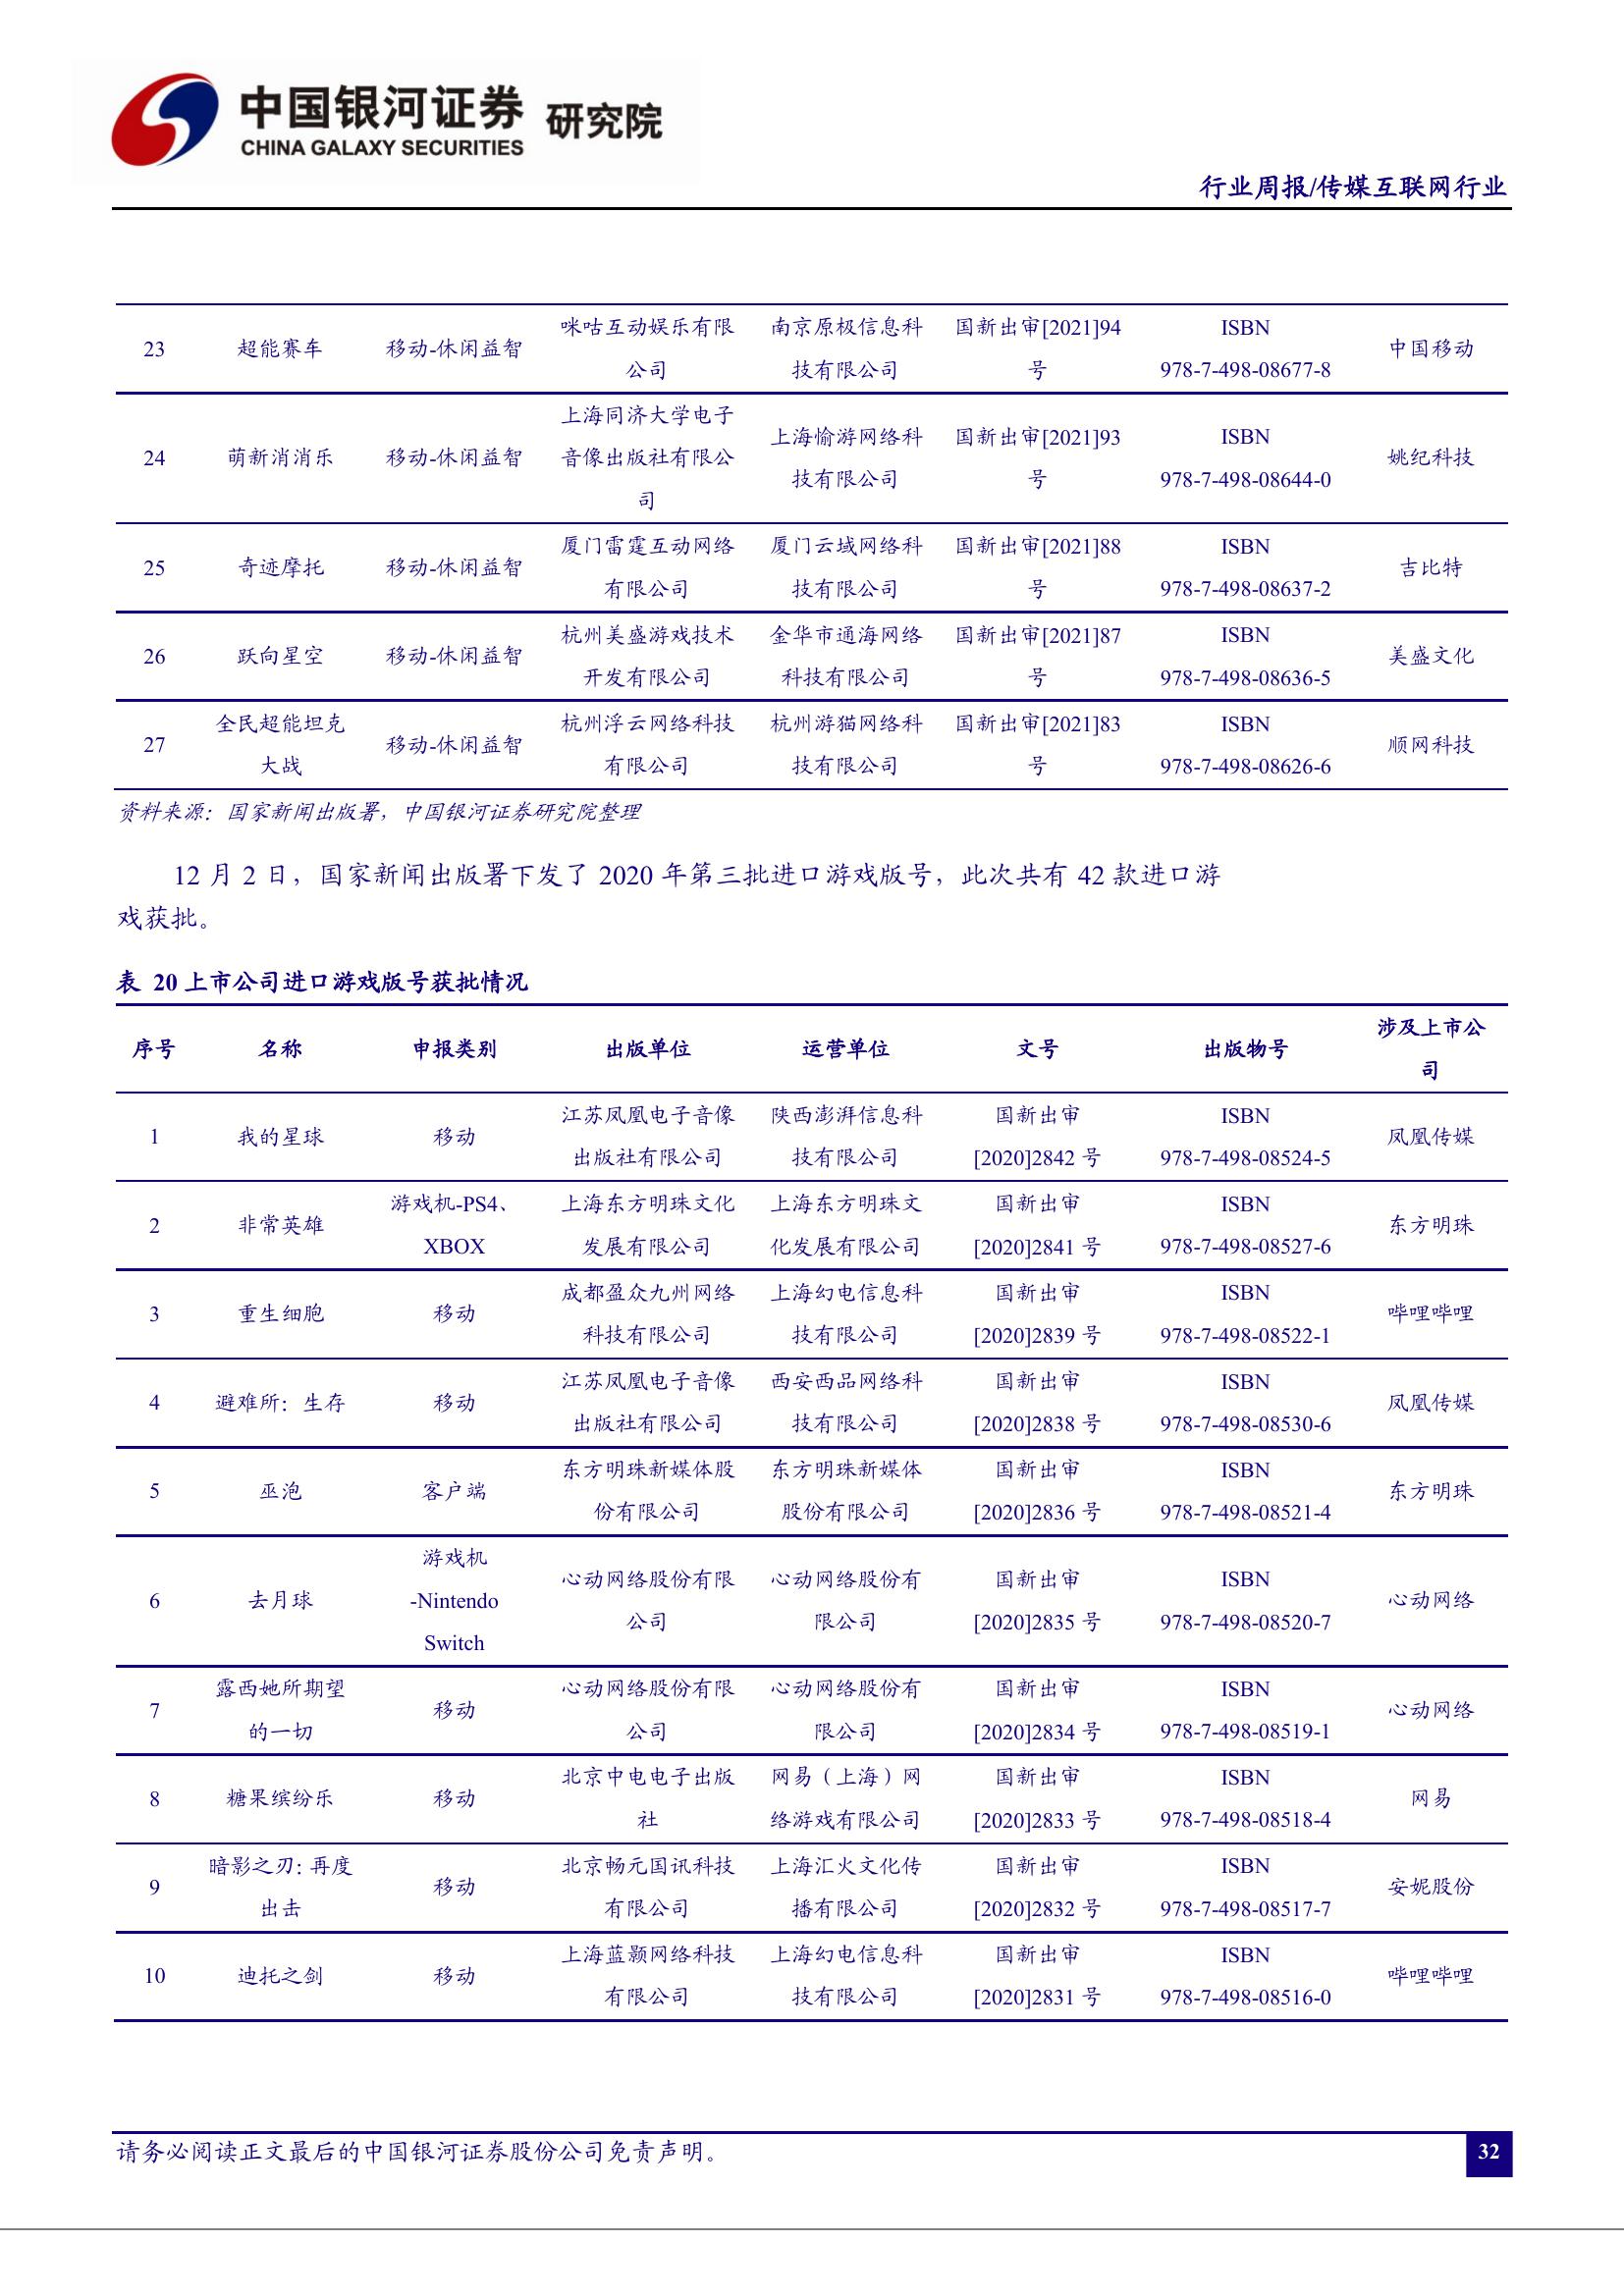 中国银河证券 研究院
CHINA GALAXY SECURITIES
行业周报/传媒互联网行业
23 超能赛车 移动-休闲益智 咪咕互动娱乐有限公司 南京原极信息科技有限公司 国新出审[2021]94号 ISBN 978-7-498-08677-8 中国移动
24 萌新消消乐 移动-休闲益智 上海同济大学电子音像出版社有限公司 上海愉游网络科技有限公司 国新出审[2021]93号 ISBN 978-7-498-08644-0 姚纪科技
25 奇迹摩托 移动-休闲益智 厦门雷霆互动网络有限公司 厦门云域网络科技有限公司 国新出审[2021]88号 ISBN 978-7-498-08637-2 吉比特
26 跃向星空 移动-休闲益智 杭州美盛游戏技术开发有限公司 金华市通海网络科技有限公司 国新出审[2021]87号 ISBN 978-7-498-08636-5 美盛文化
27 全民超能坦克大战 移动-休闲益智 杭州浮云网络科技有限公司 杭州游猫网络科技有限公司 国新出审[2021]83号 ISBN 978-7-498-08626-6 顺网科技
资料来源：国家新闻出版署，中国银河证券研究院整理
12 月 2 日，国家新闻出版署下发了 2020 年第三批进口游戏版号，此次共有 42 款进口游
戏获批。
表 20 上市公司进口游戏版号获批情况
序号 名称 申报类别 出版单位 运营单位 文号 出版物号 涉及上市公司
1 我的星球 移动 江苏凤凰电子音像出版社有限公司 陕西澎湃信息科技有限公司 国新出审[2020]2842 号 ISBN 978-7-498-08524-5 凤凰传媒
2 非常英雄 游戏机-PS4、XBOX 上海东方明珠文化发展有限公司 上海东方明珠文化发展有限公司 国新出审[2020]2841 号 ISBN 978-7-498-08527-6 东方明珠
3 重生细胞 移动 成都盈众九州网络科技有限公司 上海幻电信息科技有限公司 国新出审[2020]2839 号 ISBN 978-7-498-08522-1 哔哩哔哩
4 避难所：生存 移动 江苏凤凰电子音像出版社有限公司 西安西品网络科技有限公司 国新出审[2020]2838 号 ISBN 978-7-498-08530-6 凤凰传媒
5 巫泡 客户端 东方明珠新媒体股份有限公司 东方明珠新媒体股份有限公司 国新出审[2020]2836 号 ISBN 978-7-498-08521-4 东方明珠
6 去月球 游戏机-Nintendo Switch 心动网络股份有限公司 心动网络股份有限公司 国新出审[2020]2835 号 ISBN 978-7-498-08520-7 心动网络
7 露西她所期望的一切 移动 心动网络股份有限公司 心动网络股份有限公司 国新出审[2020]2834 号 ISBN 978-7-498-08519-1 心动网络
8 糖果缤纷乐 移动 北京中电电子出版社 网易（上海）网络游戏有限公司 国新出审[2020]2833 号 ISBN 978-7-498-08518-4 网易
9 暗影之刃：再度出击 移动 北京畅元国讯科技有限公司 上海汇火文化传播有限公司 国新出审[2020]2832 号 ISBN 978-7-498-08517-7 安妮股份
10 迪托之剑 移动 上海蓝颢网络科技有限公司 上海幻电信息科技有限公司 国新出审[2020]2831 号 ISBN 978-7-498-08516-0 哔哩哔哩
请务必阅读正文最后的中国银河证券股份公司免责声明。
32